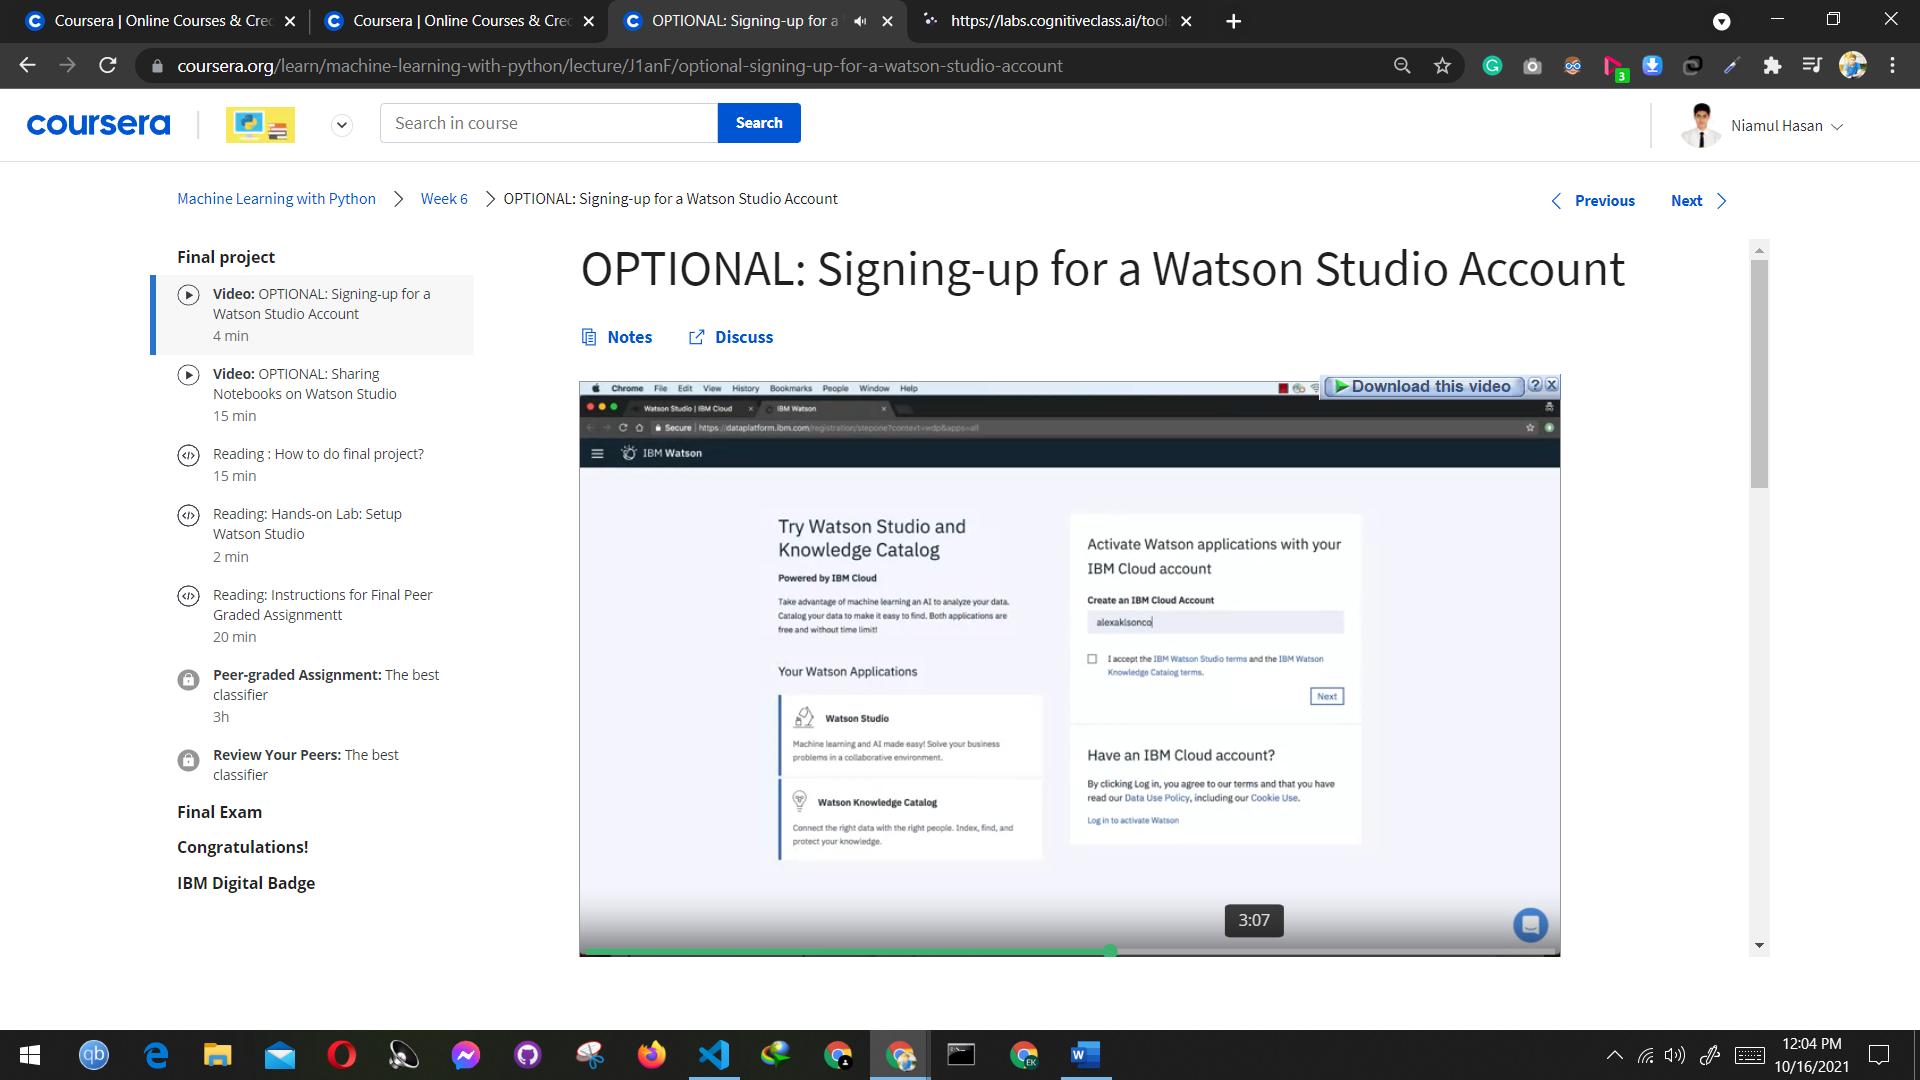 Coursera | Online Courses & Cre
Coursera | Online Courses & Cre
OPTIONAL: Signing-up for a
https://labs.cognitiveclass.ai/tool
coursera.org/learn/machine-learning-with-python/lecture/J1anF/optional-signing-up-for-a-watson-studio-account
3
coursera
Search in course
Search
Niamul Hasan
Machine Learning with Python
Week 6
OPTIONAL: Signing-up for a Watson Studio Account
Previous
Next
Final project
Video: OPTIONAL: Signing-up for a
Watson Studio Account
4 min
Video: OPTIONAL: Sharing
Notebooks on Watson Studio
15 min
Reading : How to do final project?
15 min
Reading: Hands-on Lab: Setup
Watson Studio
2 min
Reading: Instructions for Final Peer
Graded Assignmentt
20 min
Peer-graded Assignment: The best
classifier
3h
Review Your Peers: The best
classifier
Final Exam
Congratulations!
IBM Digital Badge
OPTIONAL: Signing-up for a Watson Studio Account
Notes
Discuss
Chrome File Edit View History Bookmarks People Window Help
Download this video
Watson Studio | IBM Cloud
IBM Watson
Secure | https://dataplatform.ibm.com/registration/stepone?context=wdp&apps=all
IBM Watson
Try Watson Studio and
Knowledge Catalog
Powered by IBM Cloud
Take advantage of machine learning an AI to analyze your data.
Catalog your data to make it easy to find. Both applications are
free and without time limit!
Your Watson Applications
Watson Studio
Machine learning and AI made easy! Solve your business
problems in a collaborative environment.
Watson Knowledge Catalog
Connect the right data with the right people. Index, find, and
protect your knowledge.
Activate Watson applications with your
IBM Cloud account
Create an IBM Cloud Account
alexaklsonco
I accept the IBM Watson Studio terms and the IBM Watson
Knowledge Catalog terms.
Next
Have an IBM Cloud account?
By clicking Log in, you agree to our terms and that you have
read our Data Use Policy, including our Cookie Use.
Log in to activate Watson
3:07
qb
EK
12:04 PM
10/16/2021